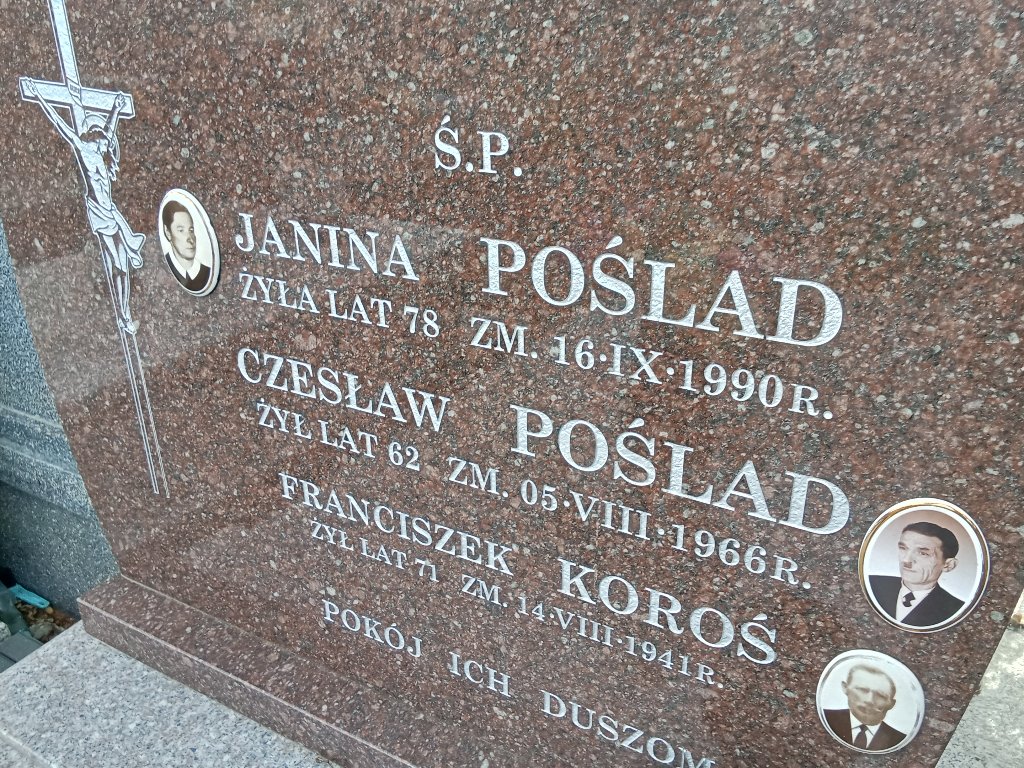 Ś.P.
JANINA POŚLAD
ŻYŁA LAT 78 ZM. 16·IX·1990 R.
CZESŁAW POŚLAD
ŻYŁ LĄT 62 ZM. 05·VIII·1966 R.
FRANCISZEK KOROŚ
ŻYŁ LAT 71 ZM. 14·VIII·1941 R.
POKÓJ ICH DUSZOM